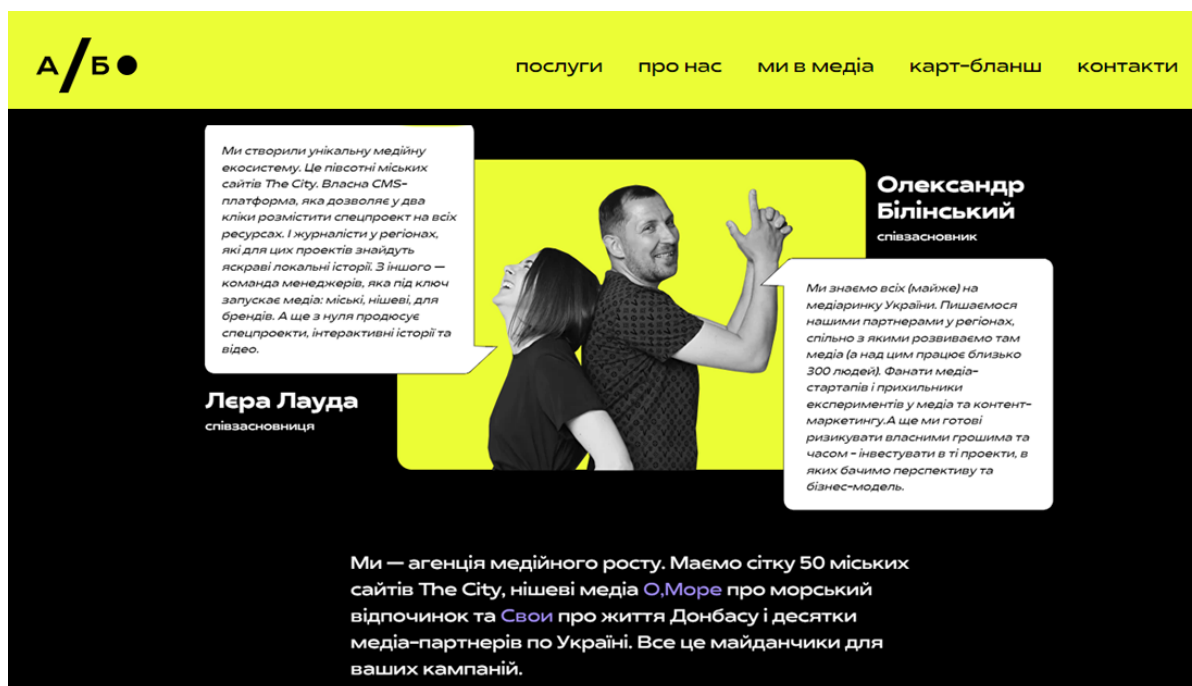 А/Б●
послуги про нас ми в медіа карт-бланш контакти
Ми створили унікальну медійну
екосистему. Це півсотні міських
сайтів The City. Власна CMS-
платформа, яка дозволяє у два
кліки розмістити спецпроект на всіх
ресурсах. І журналісти у регіонах,
які для цих проектів знайдуть
яскраві локальні історії. З іншого —
команда менеджерів, яка під ключ
запускає медіа: міські, нішеві, для
брендів. А ще з нуля продюсує
спецпроекти, інтерактивні історії та
відео.
Лєра Лауда
співзасновниця
Олександр
Білінський
співзасновник
Ми знаємо всіх (майже) на
медіаринку України. Пишаємося
нашими партнерами у регіонах,
спільно з якими розвиваємо там
медіа (а над цим працює близько
300 людей). Фанати медіа-
стартапів і прихильники
експериментів у медіа та контент-
маркетингу.А ще ми готові
ризикувати власними грошима та
часом - інвестувати в ті проекти, в
яких бачимо перспективу та
бізнес-модель.
Ми — агенція медійного росту. Маємо сітку 50 міських
сайтів The City, нішеві медіа О,Море про морський
відпочинок та Свои про життя Донбасу і десятки
медіа-партнерів по Україні. Все це майданчики для
ваших кампаній.